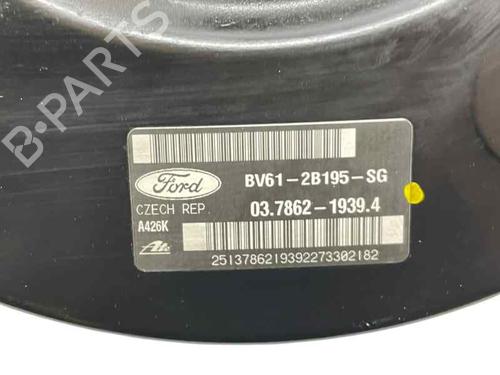 B-PARTS
Ford
BV61-2B195-SG
CZECH REP.
03.7862-1939.4
A426K
Ate
2513786219392273302182